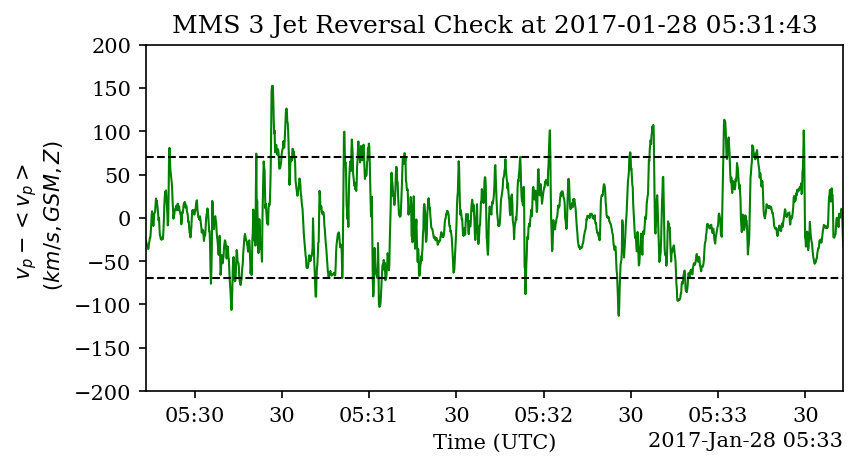 MMS 3 Jet Reversal Check at 2017-01-28 05:31:43
200
150
100
50
0
−50
−100
−150
−200
v_p − < v_p >
(km/s, GSM, Z)
05:30 30 05:31 30 05:32 30 05:33 30
Time (UTC)
2017-Jan-28 05:33